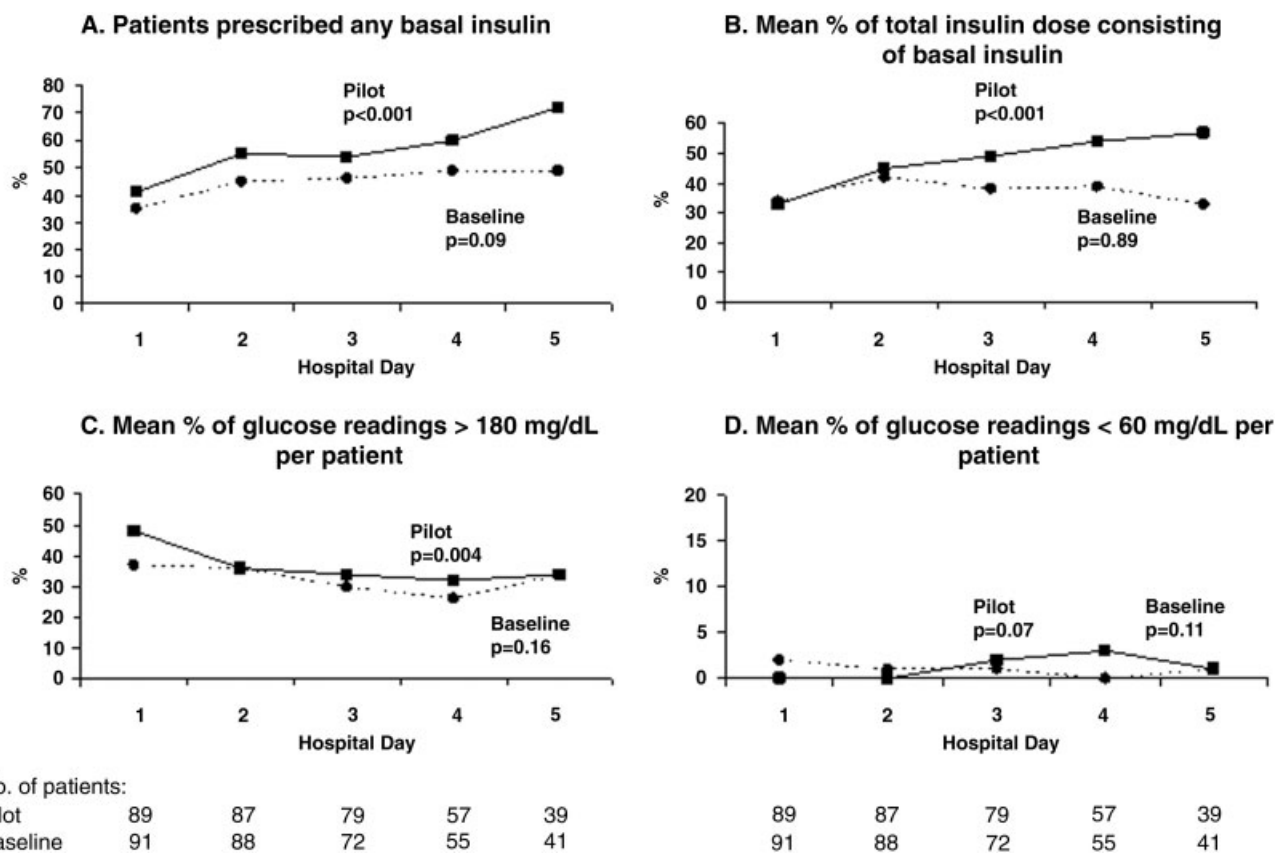 A. Patients prescribed any basal insulin
80
70
60
50
40
30
20
10
0
%
Pilot
p<0.001
Baseline
p=0.09
1 2 3 4 5
Hospital Day
B. Mean % of total insulin dose consisting
of basal insulin
60
50
40
30
20
10
0
%
Pilot
p<0.001
Baseline
p=0.89
1 2 3 4 5
Hospital Day
C. Mean % of glucose readings > 180 mg/dL
per patient
60
50
40
30
20
10
0
%
Pilot
p=0.004
Baseline
p=0.16
1 2 3 4 5
Hospital Day
D. Mean % of glucose readings < 60 mg/dL per
patient
20
15
10
5
0
%
Pilot
p=0.07
Baseline
p=0.11
1 2 3 4 5
Hospital Day
o. of patients:
lot 89 87 79 57 39 89 87 79 57 39
aseline 91 88 72 55 41 91 88 72 55 41